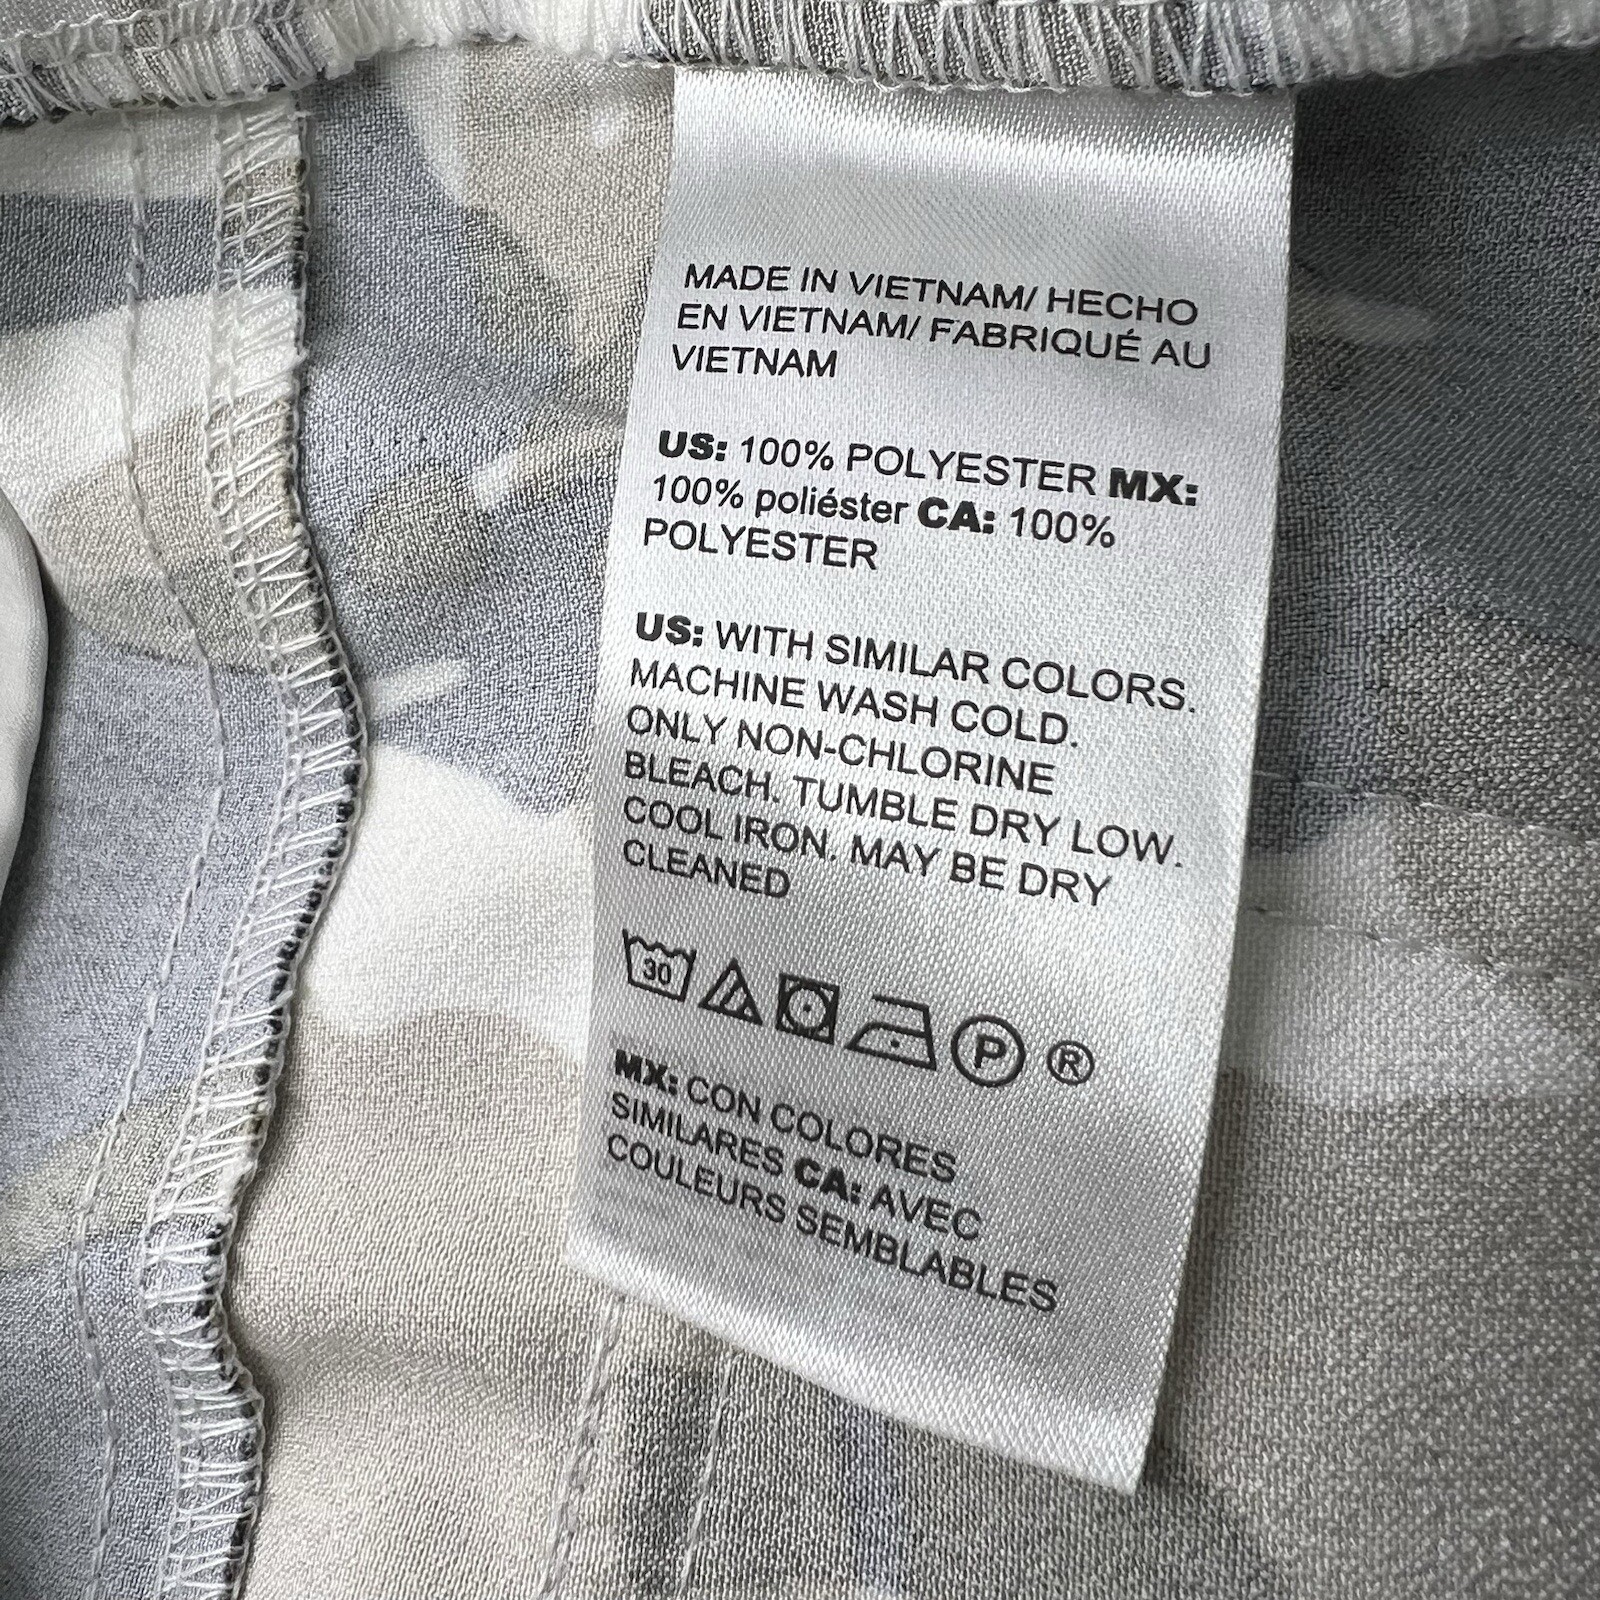 MADE IN VIETNAM/ HECHO
EN VIETNAM/ FABRIQUÉ AU
VIETNAM
US: 100% POLYESTER MX:
100% poliéster CA: 100%
POLYESTER
US: WITH SIMILAR COLORS.
MACHINE WASH COLD.
ONLY NON-CHLORINE
BLEACH. TUMBLE DRY LOW.
COOL IRON. MAY BE DRY
CLEANED
30 P ®
MX: CON COLORES
SIMILARES CA: AVEC
COULEURS SEMBLABLES